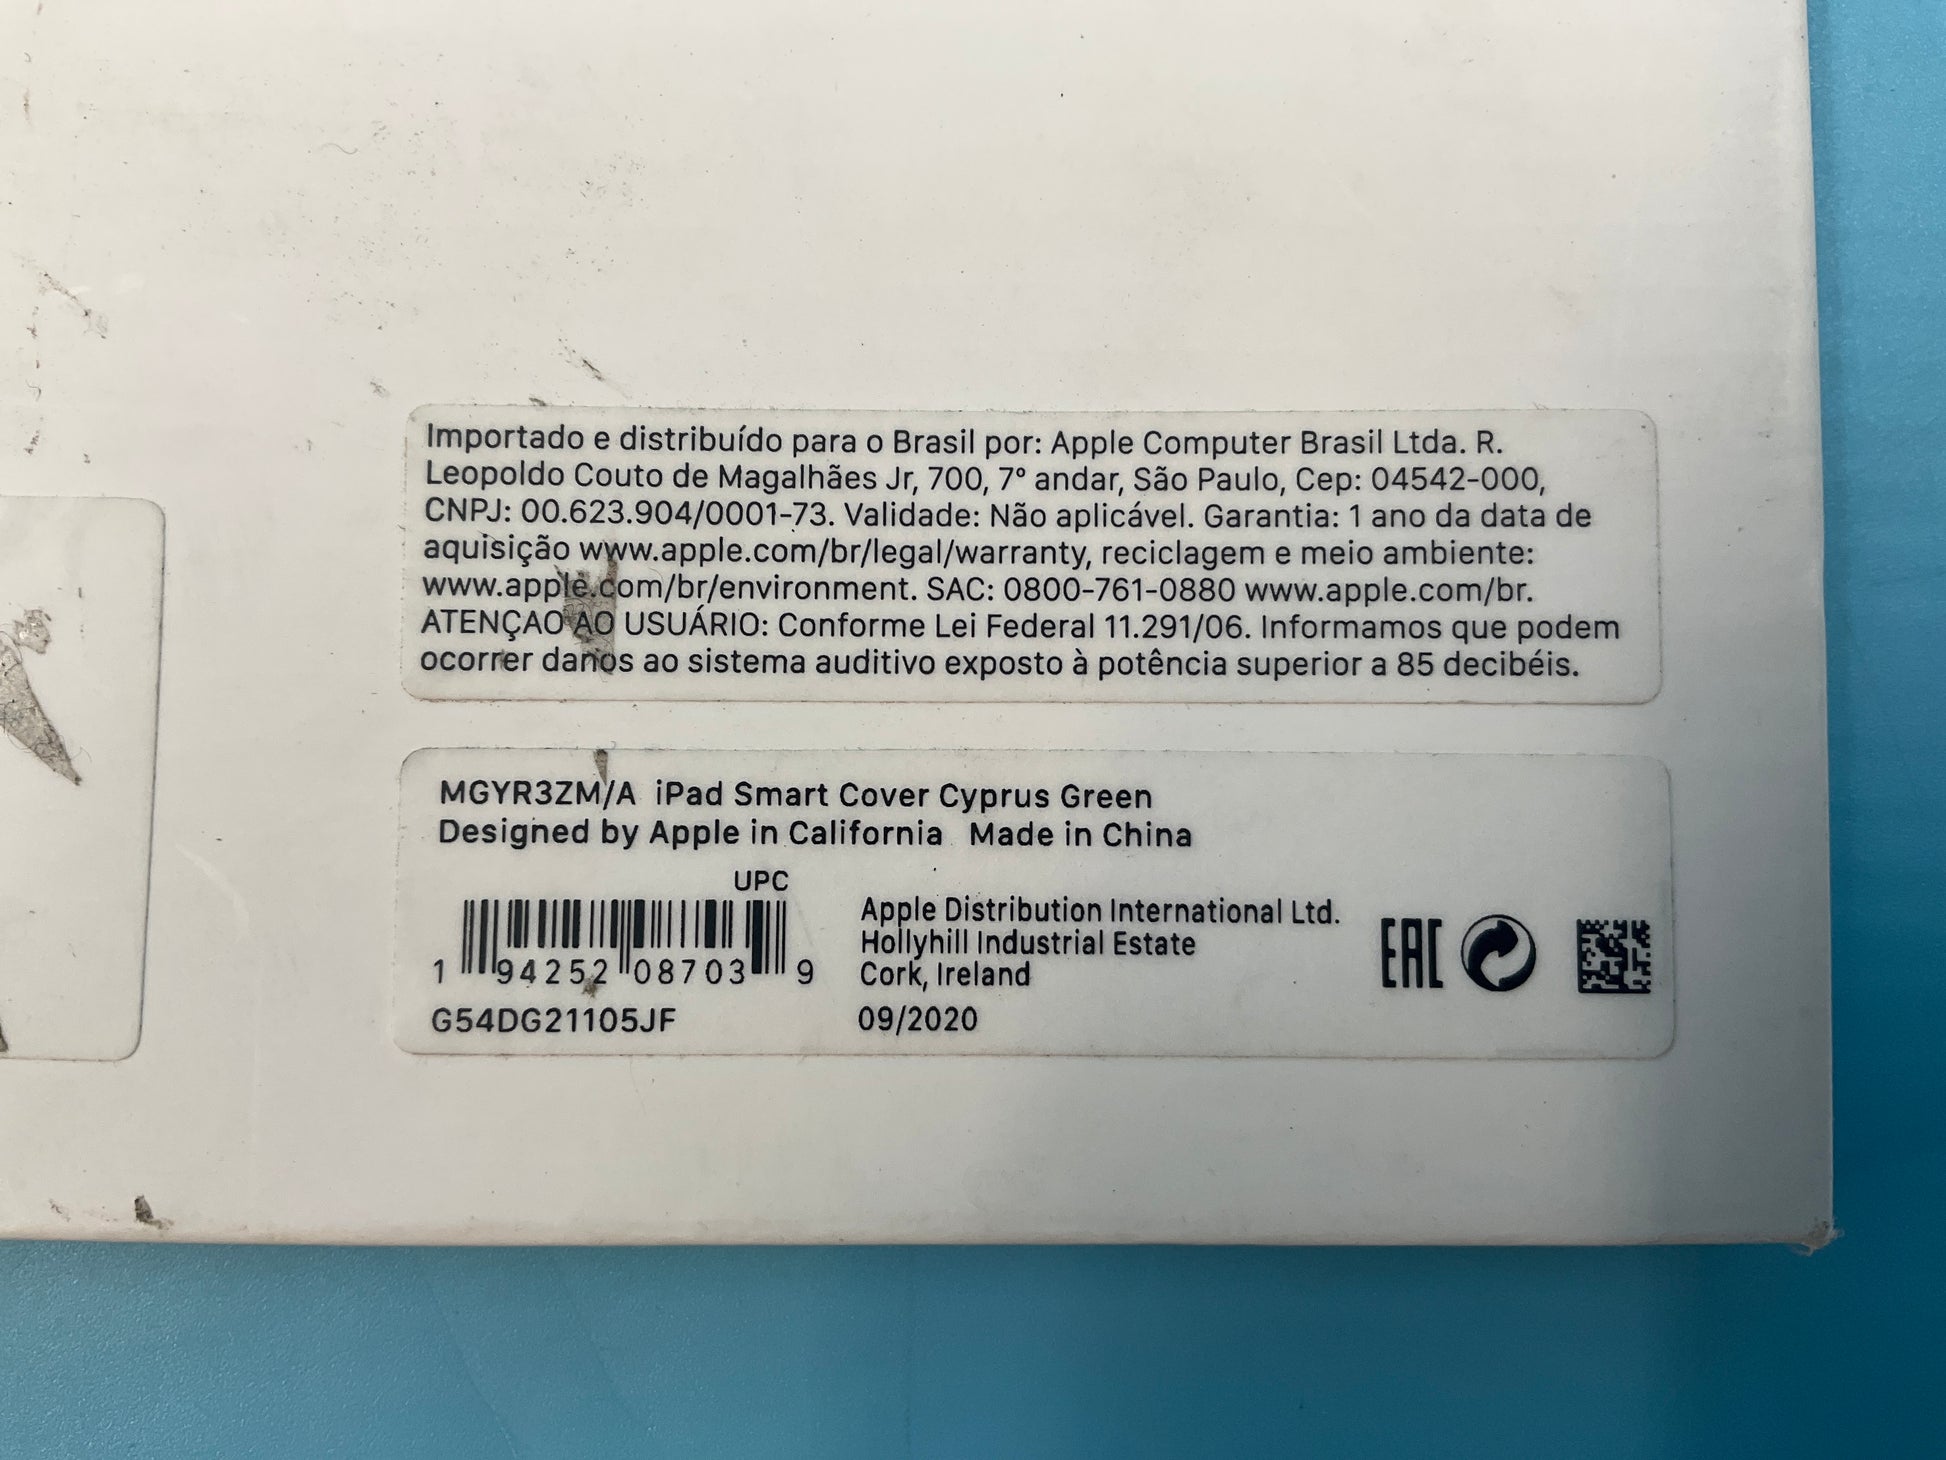 Importado e distribuído para o Brasil por: Apple Computer Brasil Ltda. R.
Leopoldo Couto de Magalhães Jr, 700, 7° andar, São Paulo, Cep: 04542-000,
CNPJ: 00.623.904/0001-73. Validade: Não aplicável. Garantia: 1 ano da data de
aquisição www.apple.com/br/legal/warranty, reciclagem e meio ambiente:
www.apple.com/br/environment. SAC: 0800-761-0880 www.apple.com/br.
ATENÇAO AO USUÁRIO: Conforme Lei Federal 11.291/06. Informamos que podem
ocorrer danos ao sistema auditivo exposto à potência superior a 85 decibéis.
MGYR3ZM/A iPad Smart Cover Cyprus Green
Designed by Apple in California Made in China
UPC
1 94252 08703 9
G54DG21105JF
Apple Distribution International Ltd.
Hollyhill Industrial Estate
Cork, Ireland
09/2020
EAC